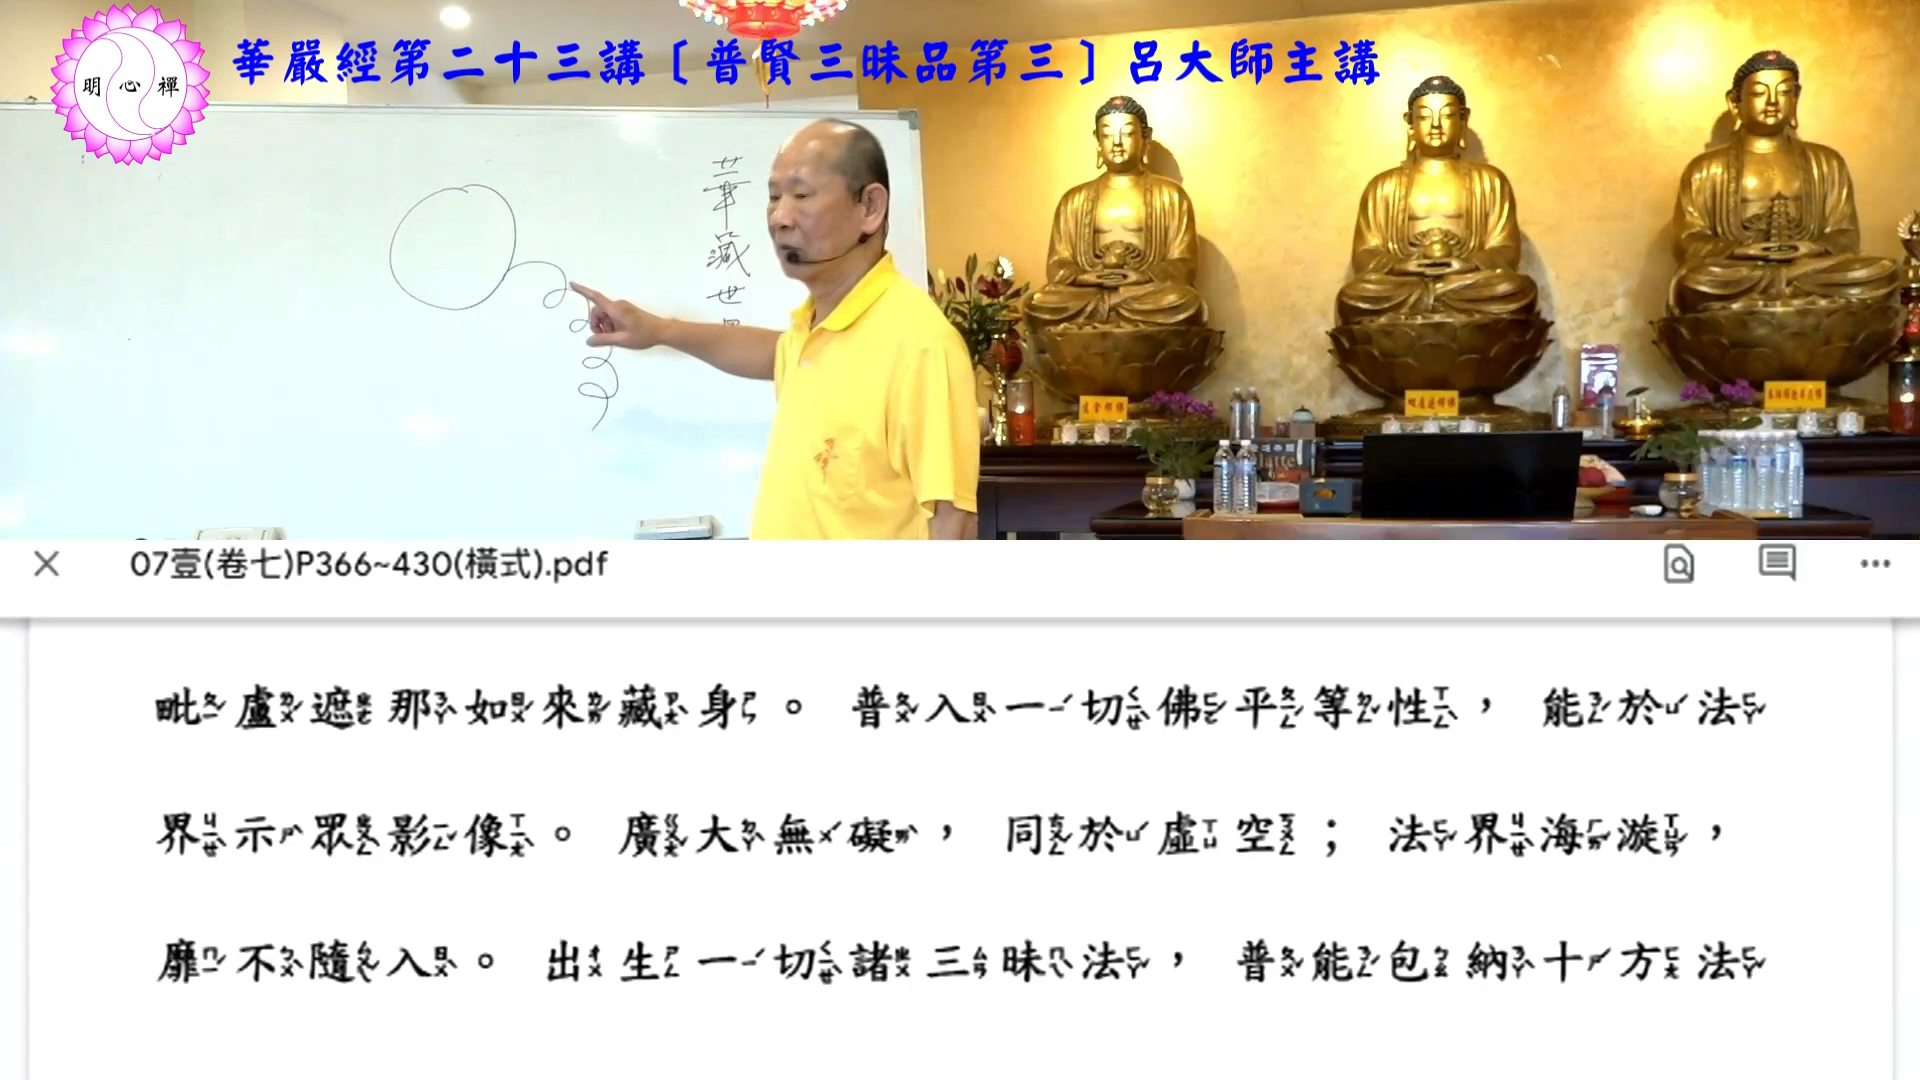 華嚴經第二十三講〔普賢三昧品第三〕呂大師主講
明心禪
華藏世
07壹(卷七)P366~430(橫式).pdf
毗盧遮那如來藏身。普入一切佛平等性，能於法
界示眾影像。廣大無礙，同於虛空；法界海漩，
靡不隨入。出生一切諸三昧法，普能包納十方法